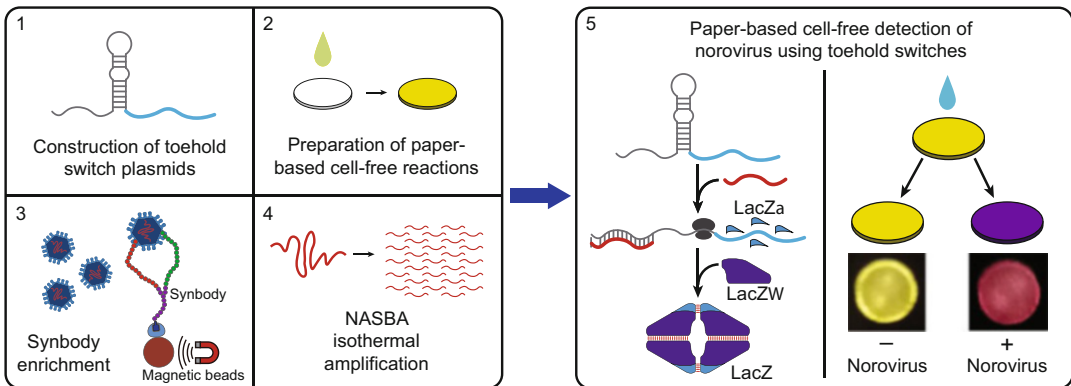 1
Construction of toehold
switch plasmids
2
Preparation of paper-
based cell-free reactions
3
Synbody
Synbody
enrichment
Magnetic beads
4
NASBA
isothermal
amplification
5
Paper-based cell-free detection of
norovirus using toehold switches
LacZa
LacZW
LacZ
–
Norovirus
+
Norovirus